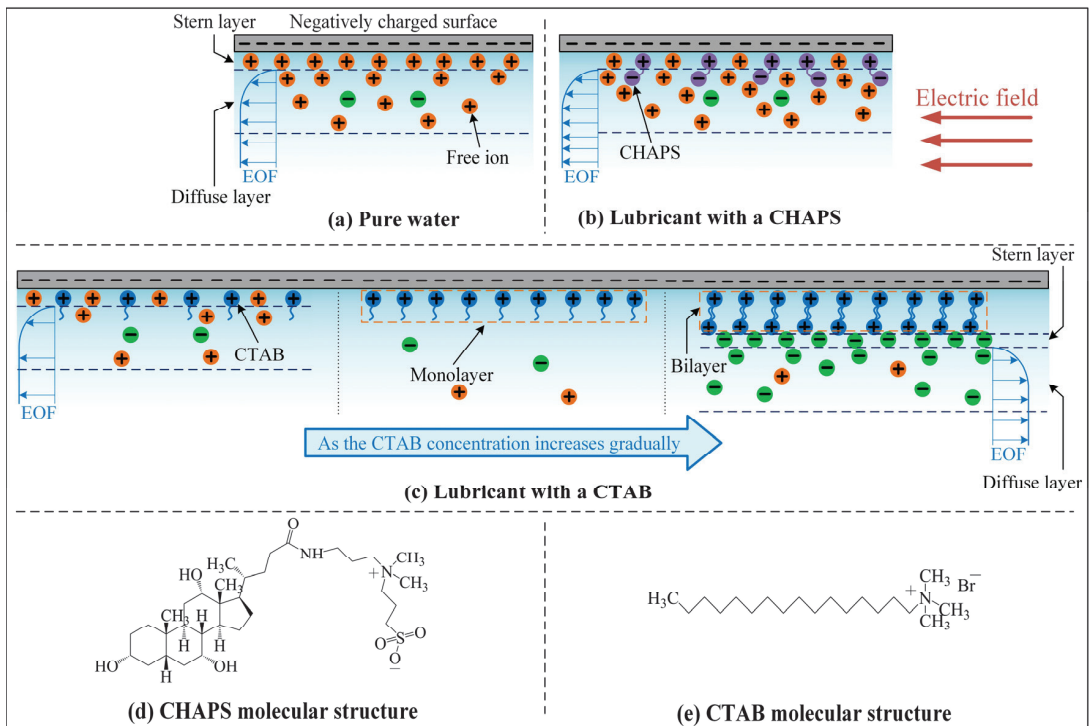 Stern layer
Negatively charged surface
Free ion
EOF
Diffuse layer
(a) Pure water
CHAPS
EOF
(b) Lubricant with a CHAPS
Electric field
Stern layer
CTAB
EOF
Monolayer
Bilayer
EOF
As the CTAB concentration increases gradually
Diffuse layer
(c) Lubricant with a CTAB
O
H₃C
NH
CH₃
N
+
CH₃
HO
CH₃
CH₃
H
H
H
O
S
O
O
−
HO
H
OH
(d) CHAPS molecular structure
H₃C
CH₃
+
N
CH₃
CH₃
Br⁻
(e) CTAB molecular structure